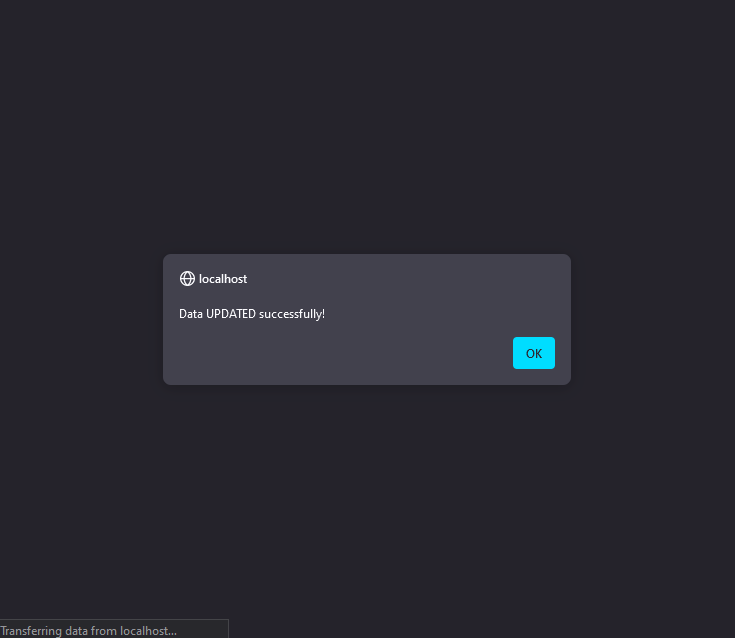 localhost
Data UPDATED successfully!
OK
Transferring data from localhost...